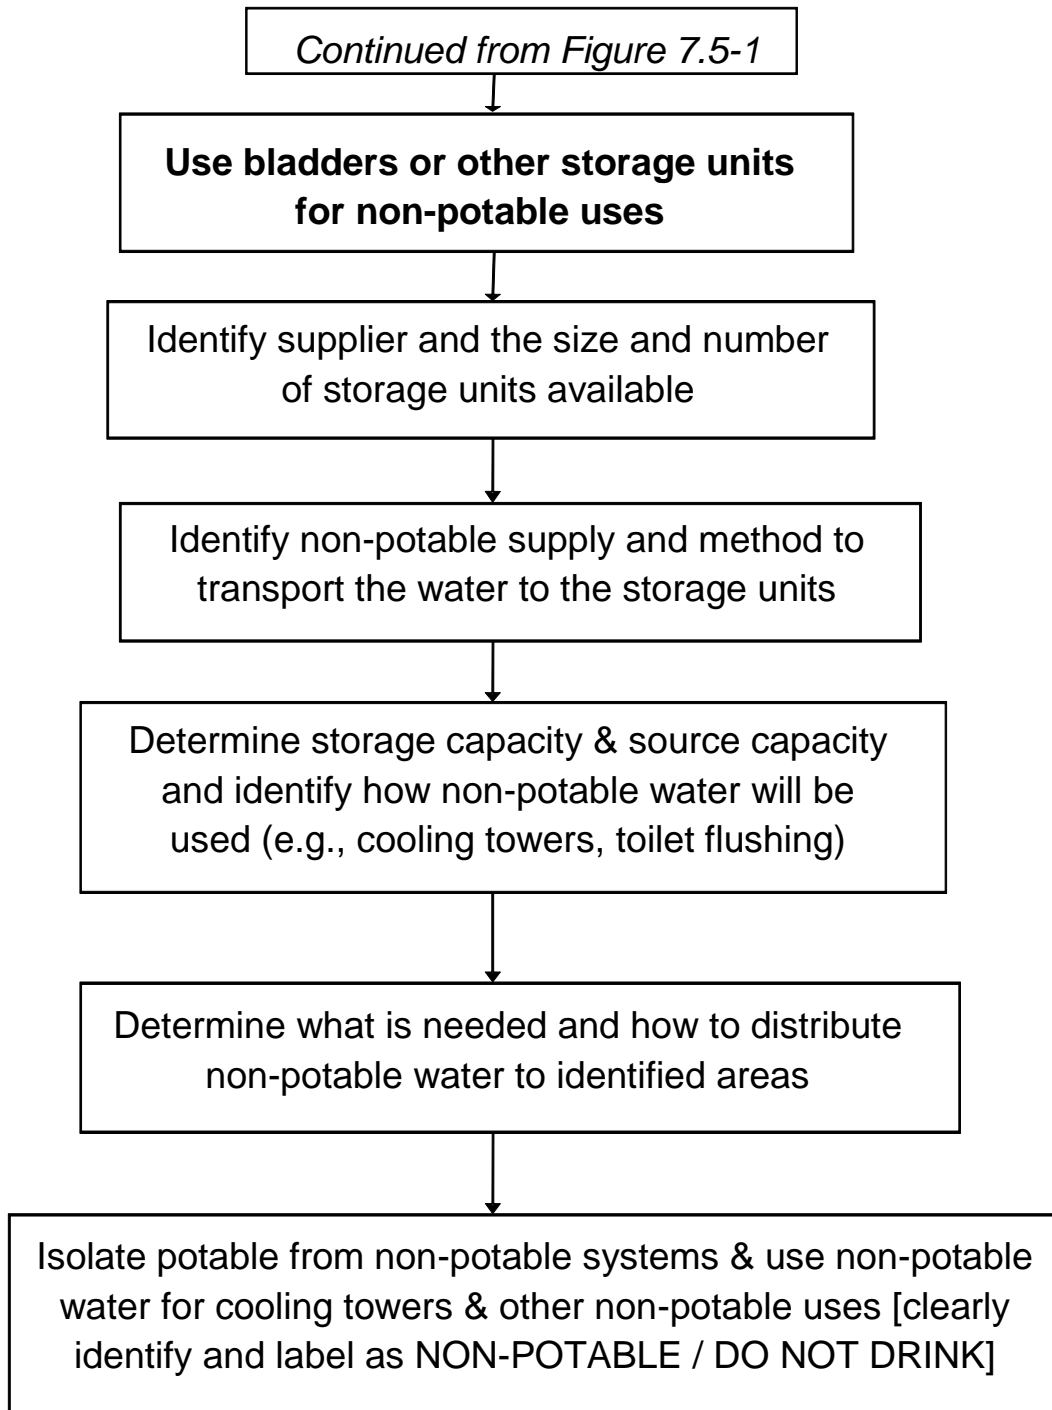 Continued from Figure 7.5-1
Use bladders or other storage units
for non-potable uses
Identify supplier and the size and number
of storage units available
Identify non-potable supply and method to
transport the water to the storage units
Determine storage capacity & source capacity
and identify how non-potable water will be
used (e.g., cooling towers, toilet flushing)
Determine what is needed and how to distribute
non-potable water to identified areas
Isolate potable from non-potable systems & use non-potable
water for cooling towers & other non-potable uses [clearly
identify and label as NON-POTABLE / DO NOT DRINK]